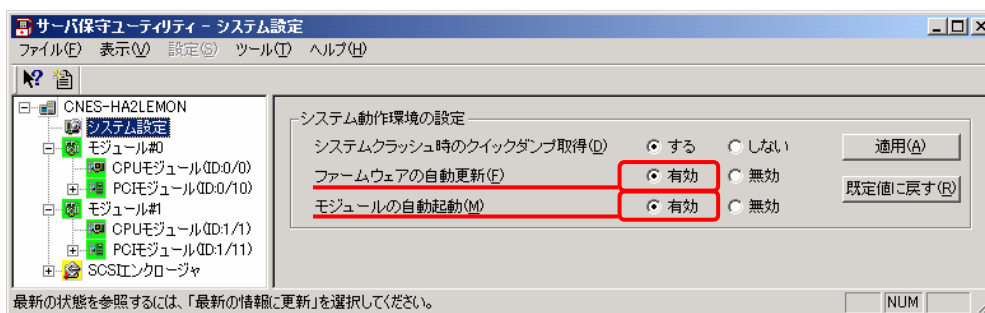 サーバ保守ユーティリティ - システム設定
ファイル(F) 表示(V) 設定(S) ツール(T) ヘルプ(H)
CNES-HA2LEMON
システム設定
モジュール#0
CPUモジュール(ID:0/0)
PCIモジュール(ID:0/10)
モジュール#1
CPUモジュール(ID:1/1)
PCIモジュール(ID:1/11)
SCSIエンクロージャ
システム動作環境の設定
システムクラッシュ時のクイックダンプ取得(D) する しない 適用(A)
ファームウェアの自動更新(F) 有効 無効
既定値に戻す(R)
モジュールの自動起動(M) 有効 無効
最新の状態を参照するには、「最新の情報に更新」を選択してください。 NUM